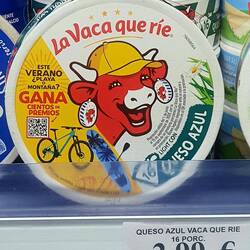 La Vaca que ríe
ESTE
VERANO
¿PLAYA
o
MONTAÑA?
GANA
CIENTOS DE
PREMIOS
QUESO AZUL
QUESO AZUL VACA QUE RIE
16 PORC.